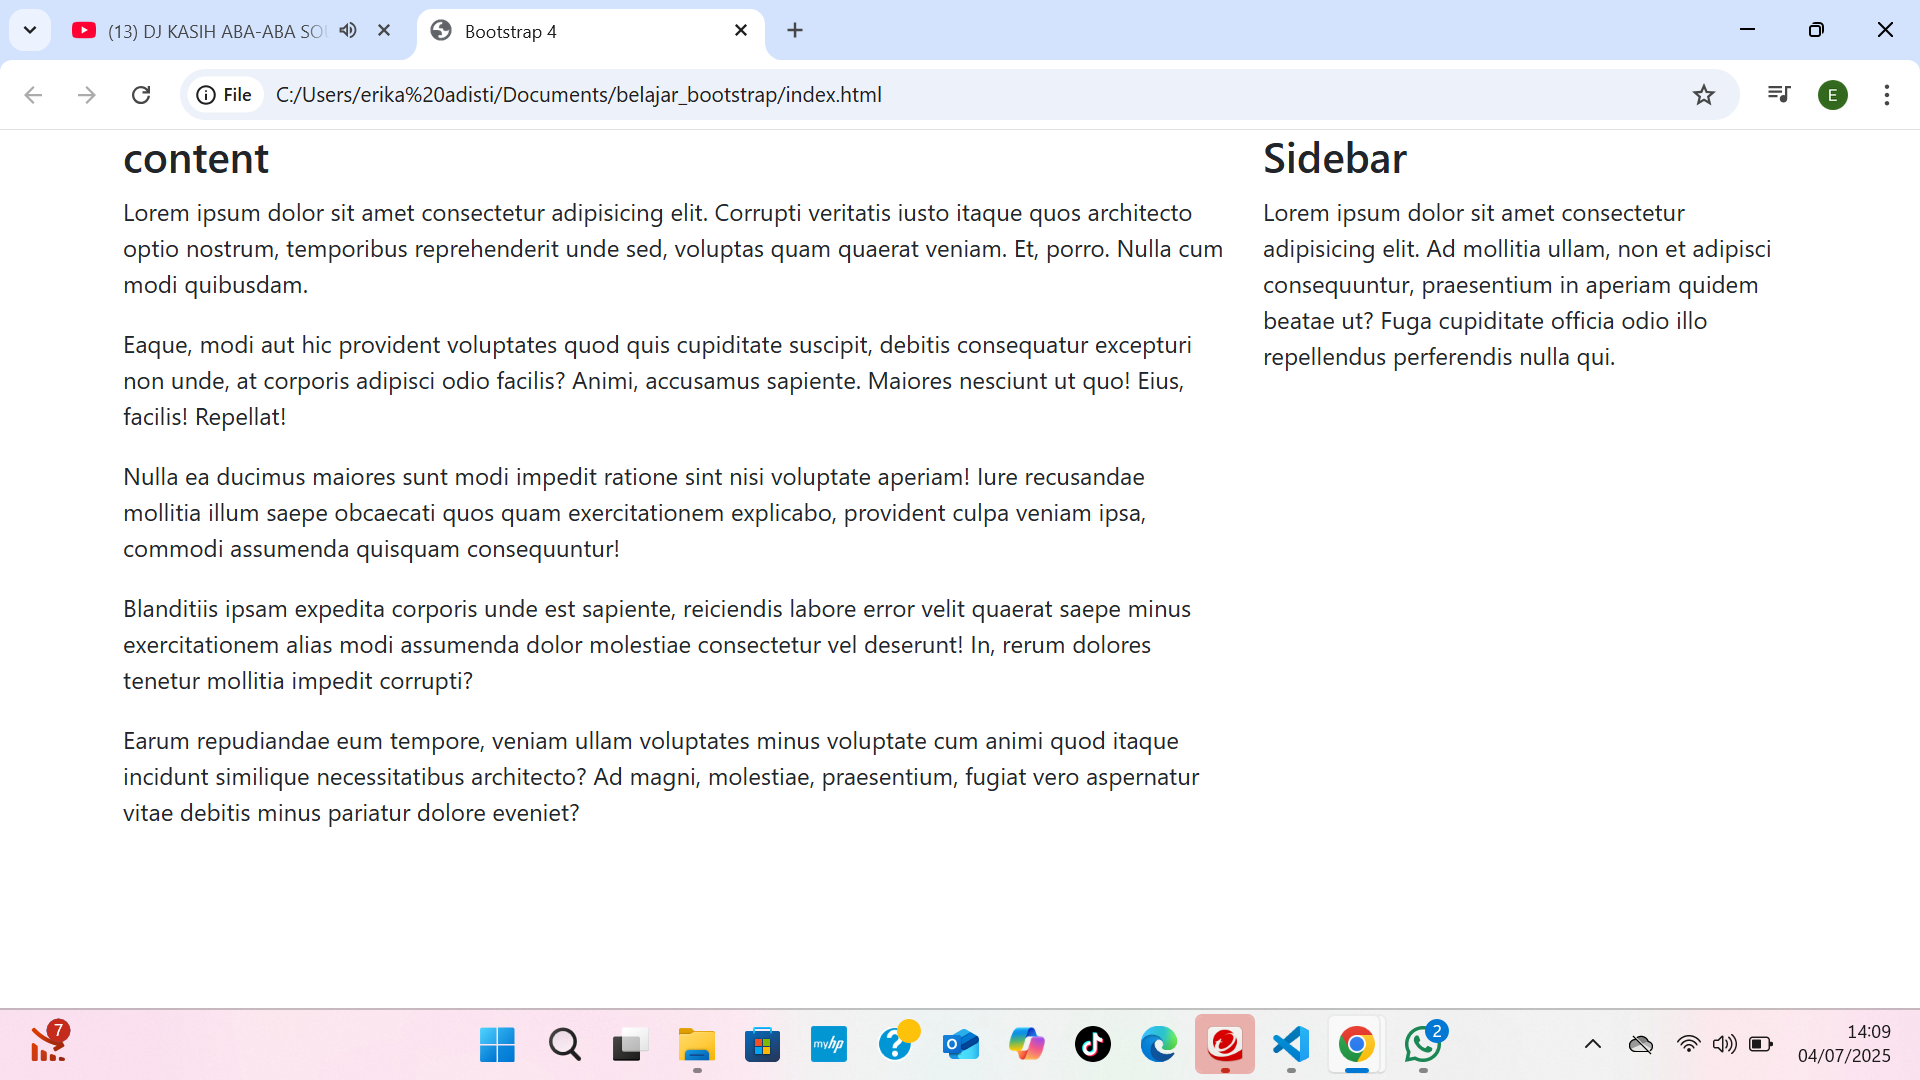 (13) DJ KASIH ABA-ABA SOU
Bootstrap 4
File
C:/Users/erika%20adisti/Documents/belajar_bootstrap/index.html
E
content
Lorem ipsum dolor sit amet consectetur adipisicing elit. Corrupti veritatis iusto itaque quos architecto
optio nostrum, temporibus reprehenderit unde sed, voluptas quam quaerat veniam. Et, porro. Nulla cum
modi quibusdam.
Eaque, modi aut hic provident voluptates quod quis cupiditate suscipit, debitis consequatur excepturi
non unde, at corporis adipisci odio facilis? Animi, accusamus sapiente. Maiores nesciunt ut quo! Eius,
facilis! Repellat!
Nulla ea ducimus maiores sunt modi impedit ratione sint nisi voluptate aperiam! Iure recusandae
mollitia illum saepe obcaecati quos quam exercitationem explicabo, provident culpa veniam ipsa,
commodi assumenda quisquam consequuntur!
Blanditiis ipsam expedita corporis unde est sapiente, reiciendis labore error velit quaerat saepe minus
exercitationem alias modi assumenda dolor molestiae consectetur vel deserunt! In, rerum dolores
tenetur mollitia impedit corrupti?
Earum repudiandae eum tempore, veniam ullam voluptates minus voluptate cum animi quod itaque
incidunt similique necessitatibus architecto? Ad magni, molestiae, praesentium, fugiat vero aspernatur
vitae debitis minus pariatur dolore eveniet?
Sidebar
Lorem ipsum dolor sit amet consectetur
adipisicing elit. Ad mollitia ullam, non et adipisci
consequuntur, praesentium in aperiam quidem
beatae ut? Fuga cupiditate officia odio illo
repellendus perferendis nulla qui.
7
myhp
2
14:09
04/07/2025